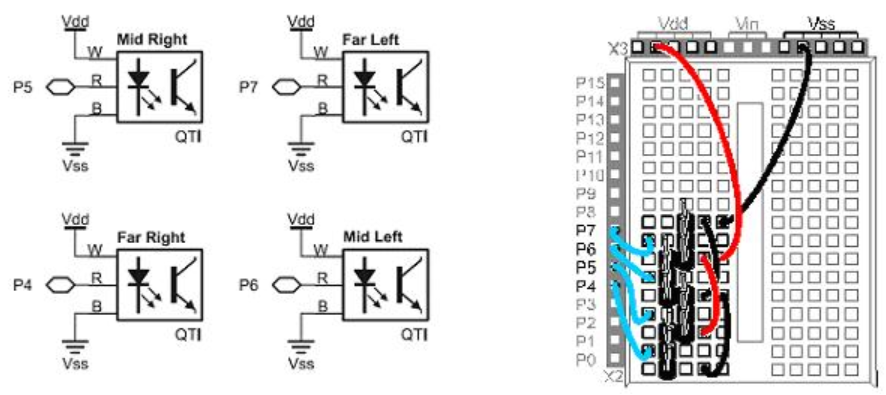 Vdd
Mid Right
W
P5
R
B
QTI
Vss
Vdd
Far Left
W
P7
R
B
QTI
Vss
Vdd
Far Right
W
P4
R
B
QTI
Vss
Vdd
Mid Left
W
P6
R
B
QTI
Vss
Vdd Vin Vss
X3
P15
P14
P13
P12
P11
P10
P9
P8
P7
P6
P5
P4
P3
P2
P1
P0
X2